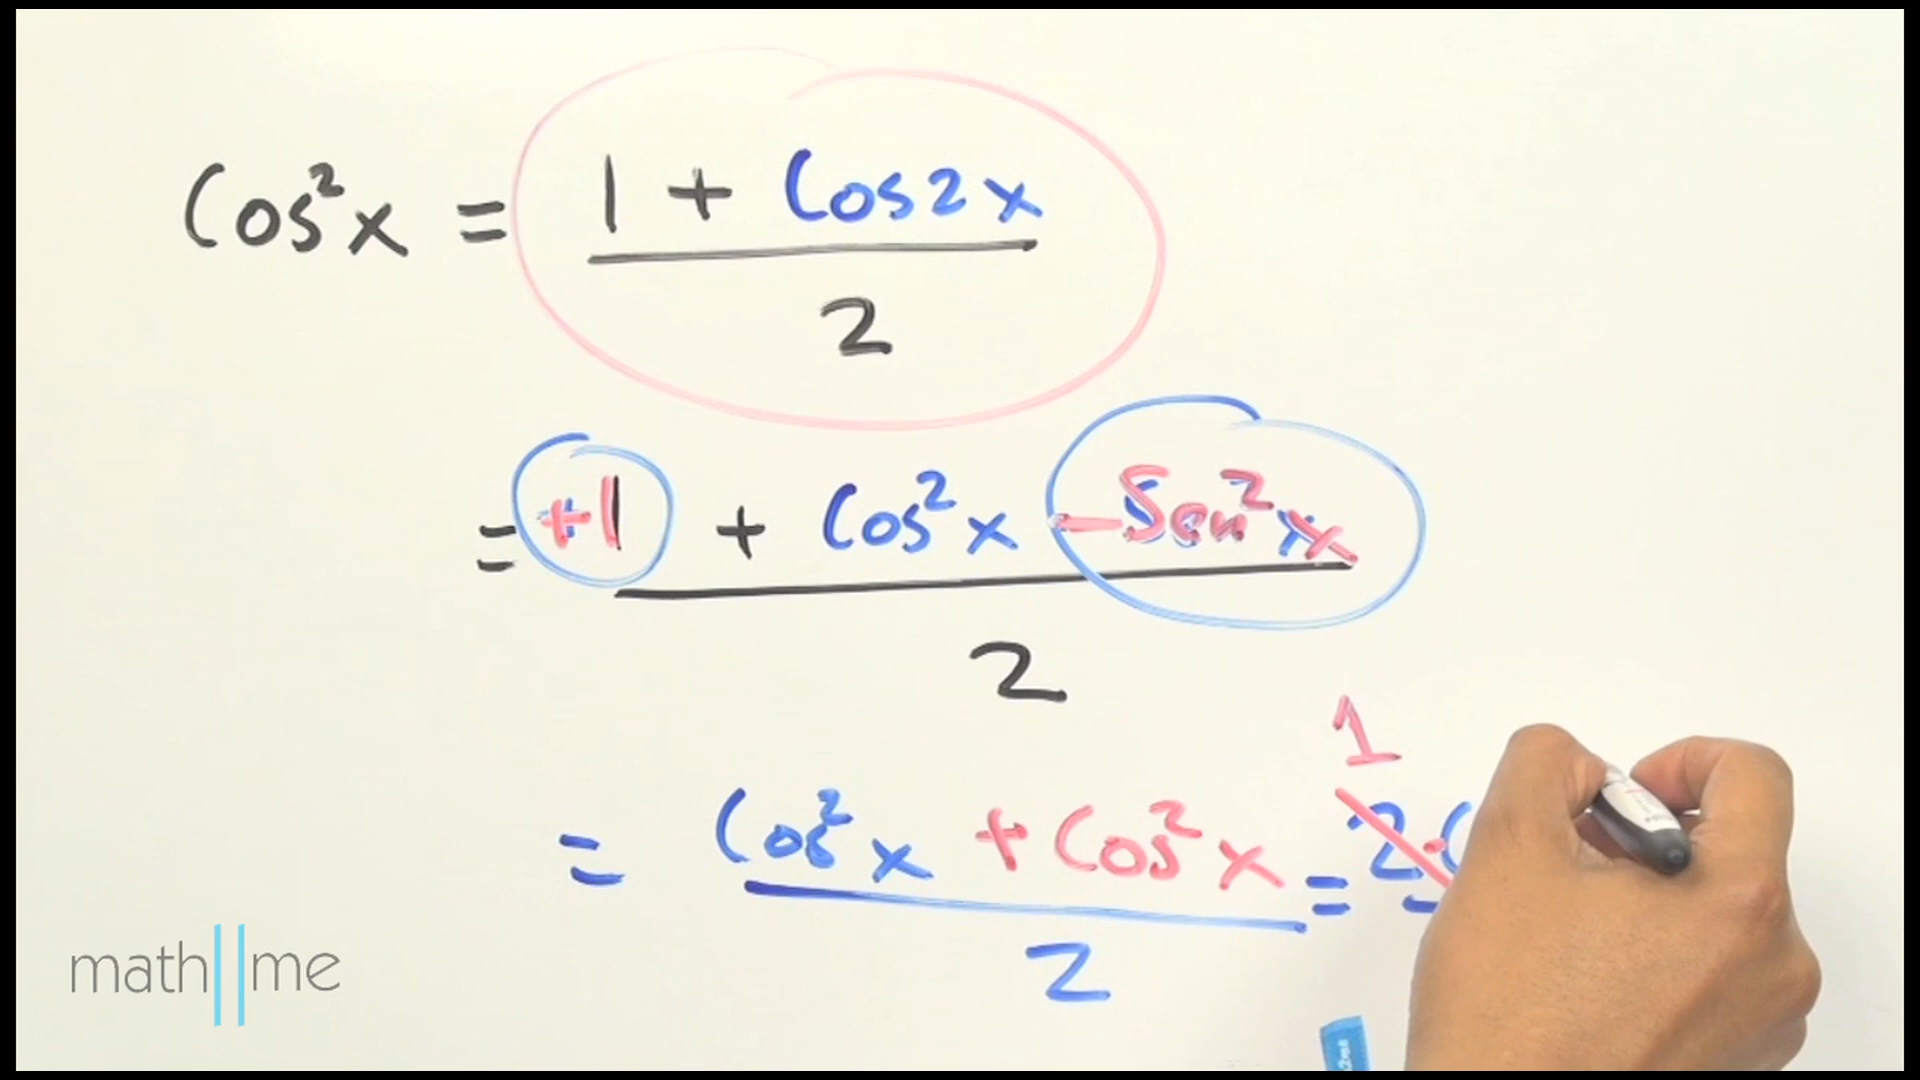 Cos²x = 1 + Cos2x
2
= +1 + Cos²x - Sen²x
2
1
= Cos²x + Cos²x = 2·C
2
math||me